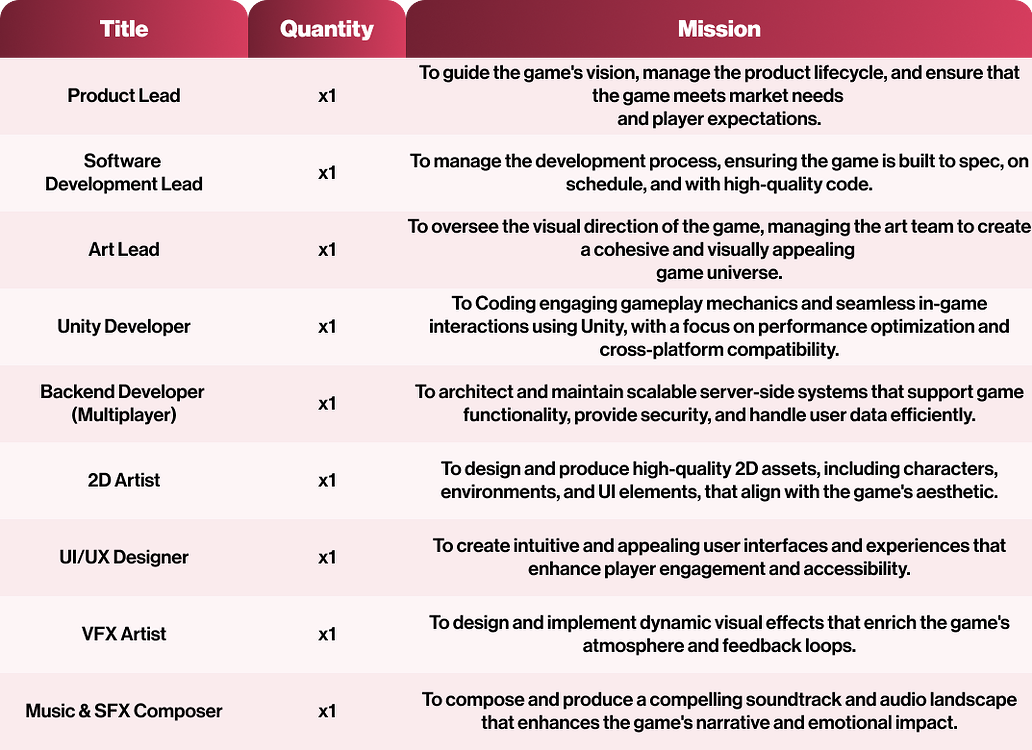 Title Quantity Mission
Product Lead x1 To guide the game's vision, manage the product lifecycle, and ensure that
the game meets market needs
and player expectations.
Software
Development Lead x1 To manage the development process, ensuring the game is built to spec, on
schedule, and with high-quality code.
Art Lead x1 To oversee the visual direction of the game, managing the art team to create
a cohesive and visually appealing
game universe.
Unity Developer x1 To Coding engaging gameplay mechanics and seamless in-game
interactions using Unity, with a focus on performance optimization and
cross-platform compatibility.
Backend Developer
(Multiplayer) x1 To architect and maintain scalable server-side systems that support game
functionality, provide security, and handle user data efficiently.
2D Artist x1 To design and produce high-quality 2D assets, including characters,
environments, and UI elements, that align with the game's aesthetic.
UI/UX Designer x1 To create intuitive and appealing user interfaces and experiences that
enhance player engagement and accessibility.
VFX Artist x1 To design and implement dynamic visual effects that enrich the game's
atmosphere and feedback loops.
Music & SFX Composer x1 To compose and produce a compelling soundtrack and audio landscape
that enhances the game's narrative and emotional impact.